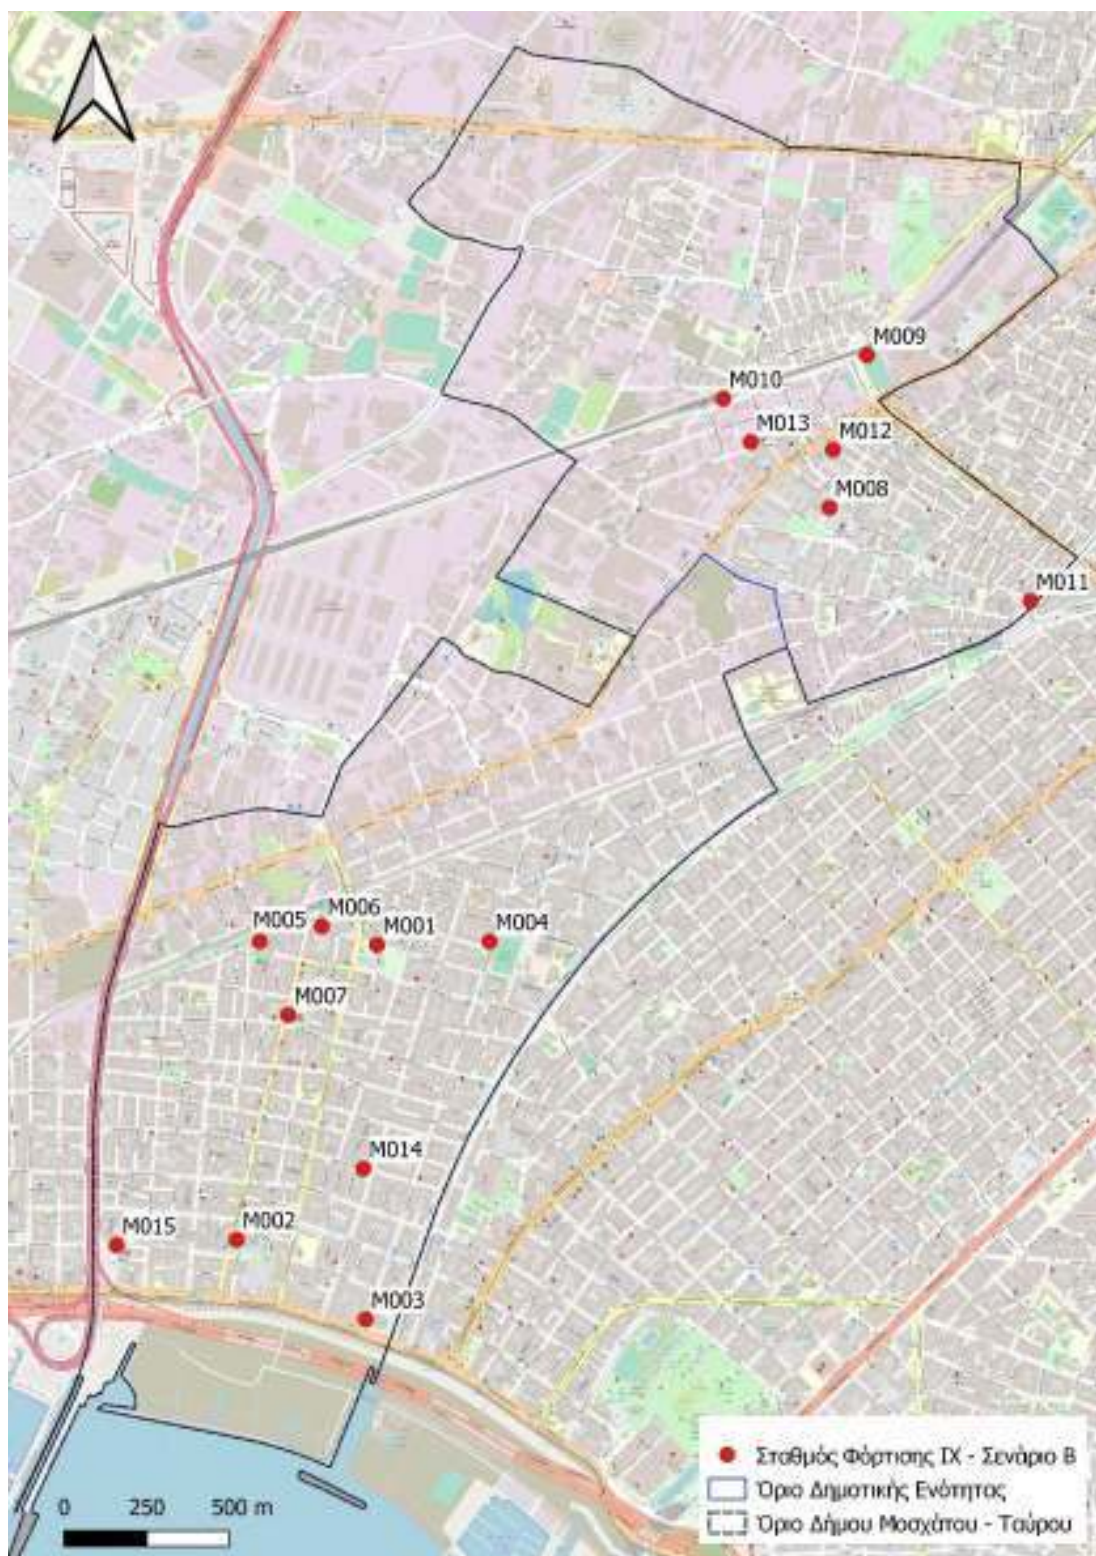 M009
M010
M013
M012
M008
M011
M006
M005
M001
M004
M007
M014
M015
M002
M003
Σταθμός Φόρτισης ΙΧ - Σενάριο Β
Όριο Δημοτικής Ενότητας
Όριο Δήμου Μοσχάτου - Ταύρου
0 250 500 m